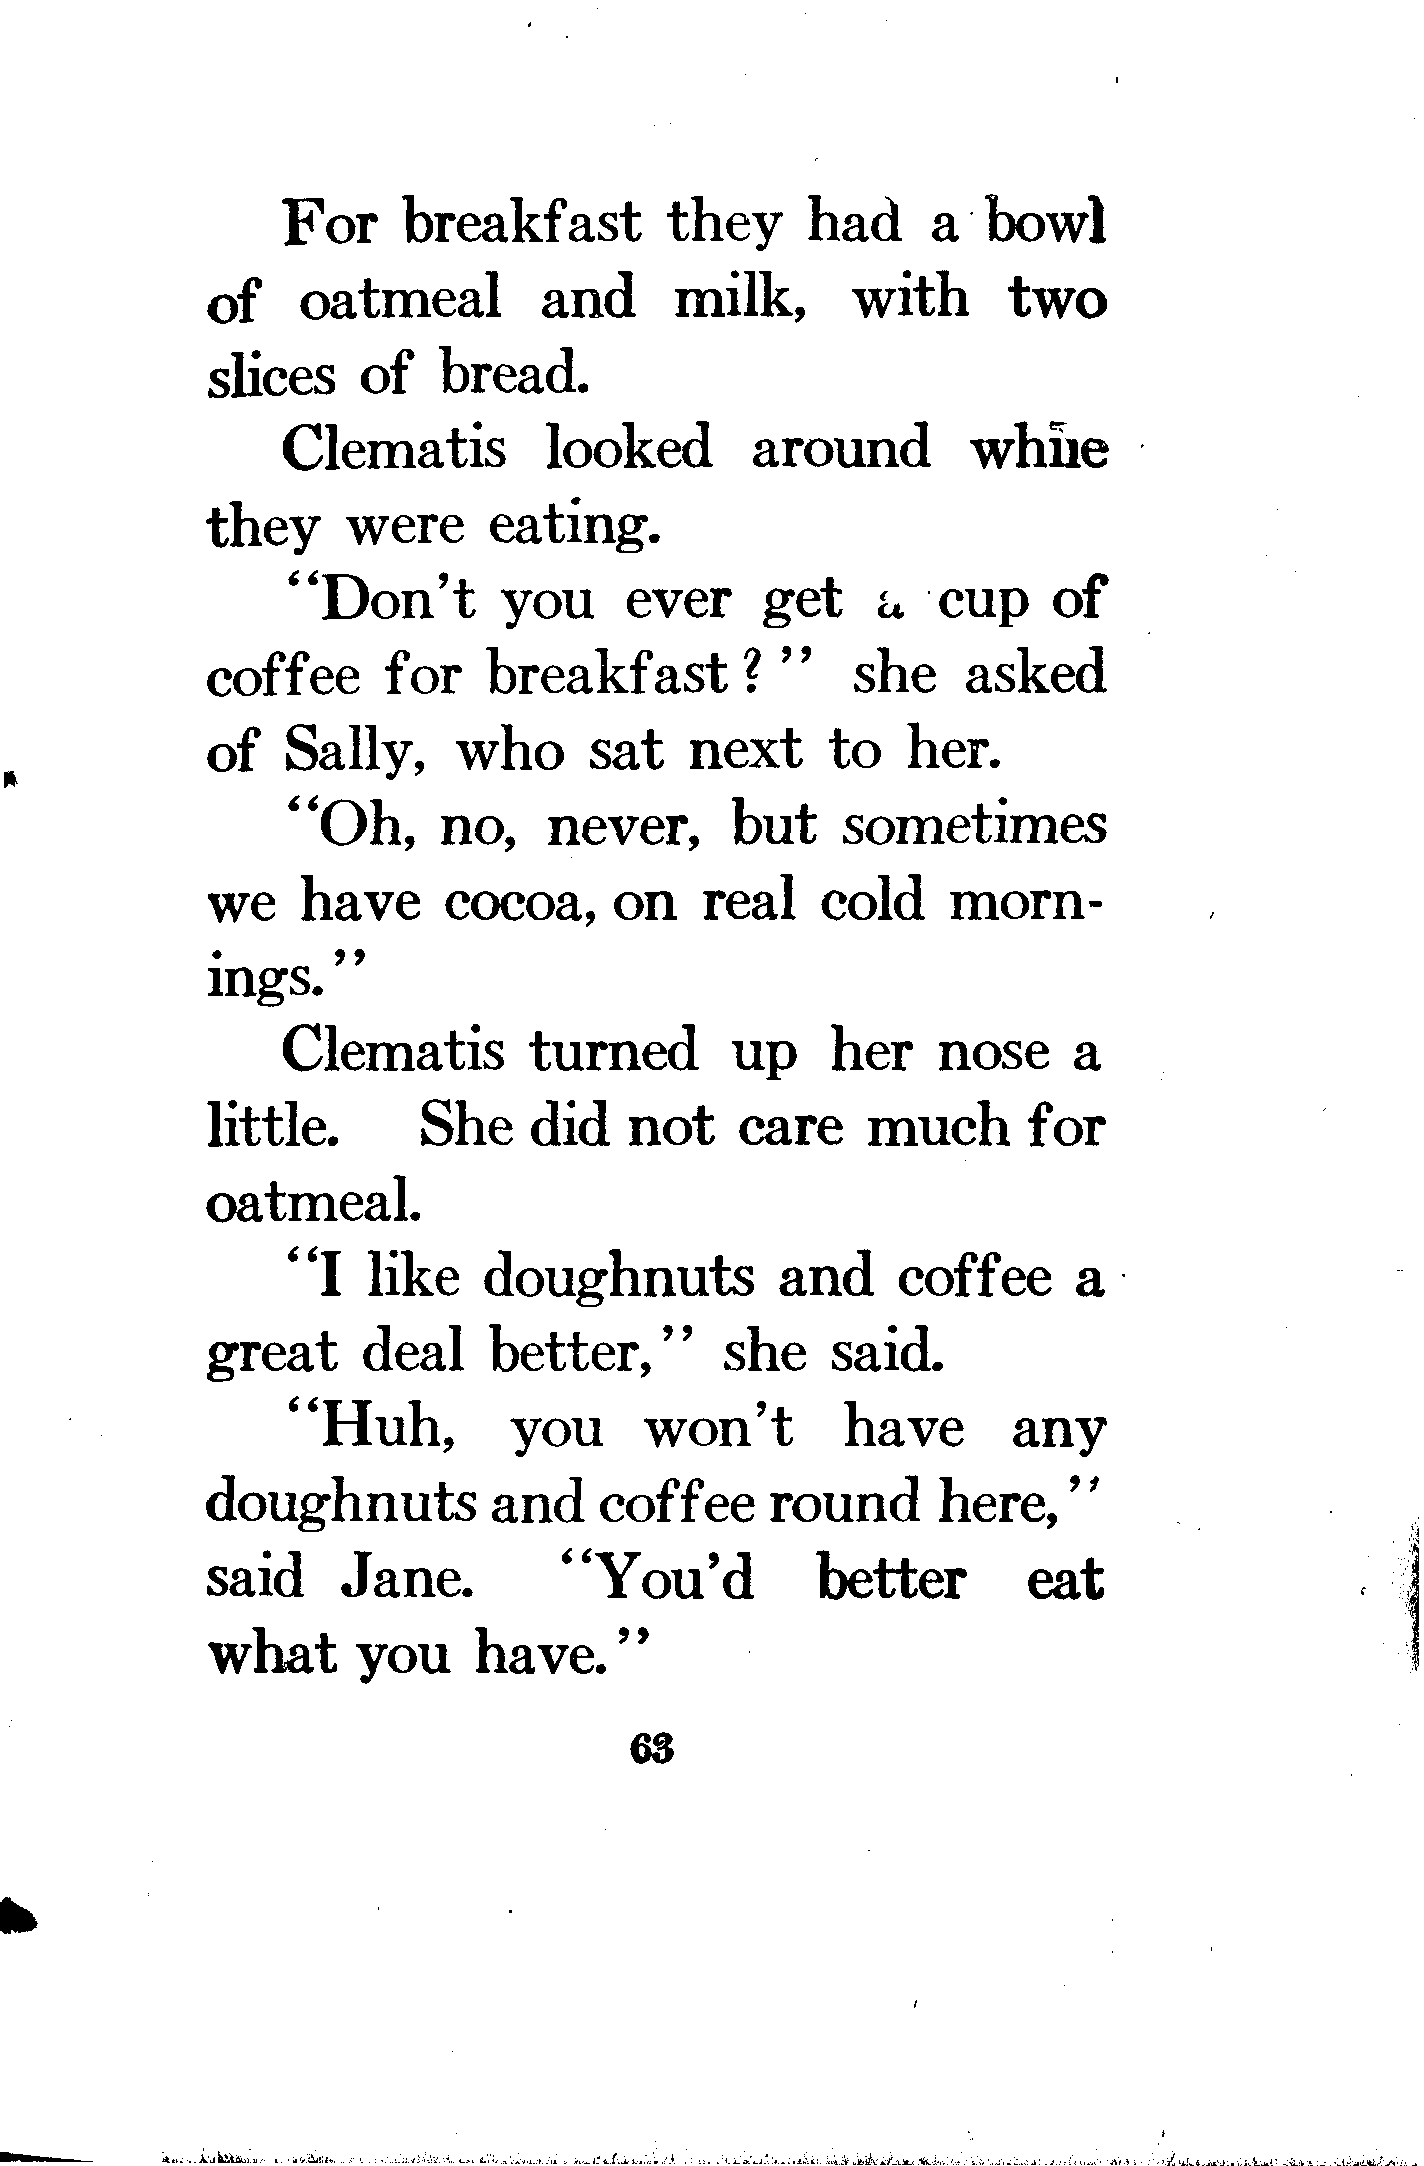 For breakfast they had a bowl
of oatmeal and milk, with two
slices of bread.
Clematis looked around while
they were eating.
“Don’t you ever get a cup of
coffee for breakfast?” she asked
of Sally, who sat next to her.
“Oh, no, never, but sometimes
we have cocoa, on real cold morn-
ings.”
Clematis turned up her nose a
little. She did not care much for
oatmeal.
“I like doughnuts and coffee a
great deal better,” she said.
“Huh, you won’t have any
doughnuts and coffee round here,”
said Jane. “You’d better eat
what you have.”
63